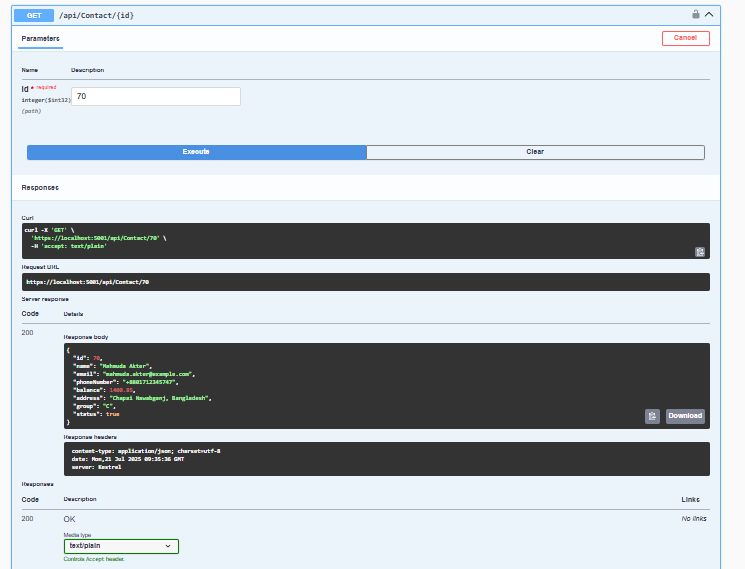 GET /api/Contact/{id}
Parameters
Cancel
Name Description
id * required
integer($int32)
(path)
70
Execute Clear
Responses
Curl
curl -X 'GET' \
'https://localhost:5001/api/Contact/70' \
-H 'accept: text/plain'
Request URL
https://localhost:5001/api/Contact/70
Server response
Code Details
200
Response body
{
"id": 70,
"name": "Mahmuda Akter",
"email": "mahmuda.akter@example.com",
"phoneNumber": "+8801712345747",
"balance": 1400.85,
"address": "Chapai Nawabganj, Bangladesh",
"group": "C",
"status": true
}
Download
Response headers
content-type: application/json; charset=utf-8
date: Mon,21 Jul 2025 09:35:36 GMT
server: Kestrel
Responses
Code Description Links
200 OK No links
Media type
text/plain
Controls Accept header.